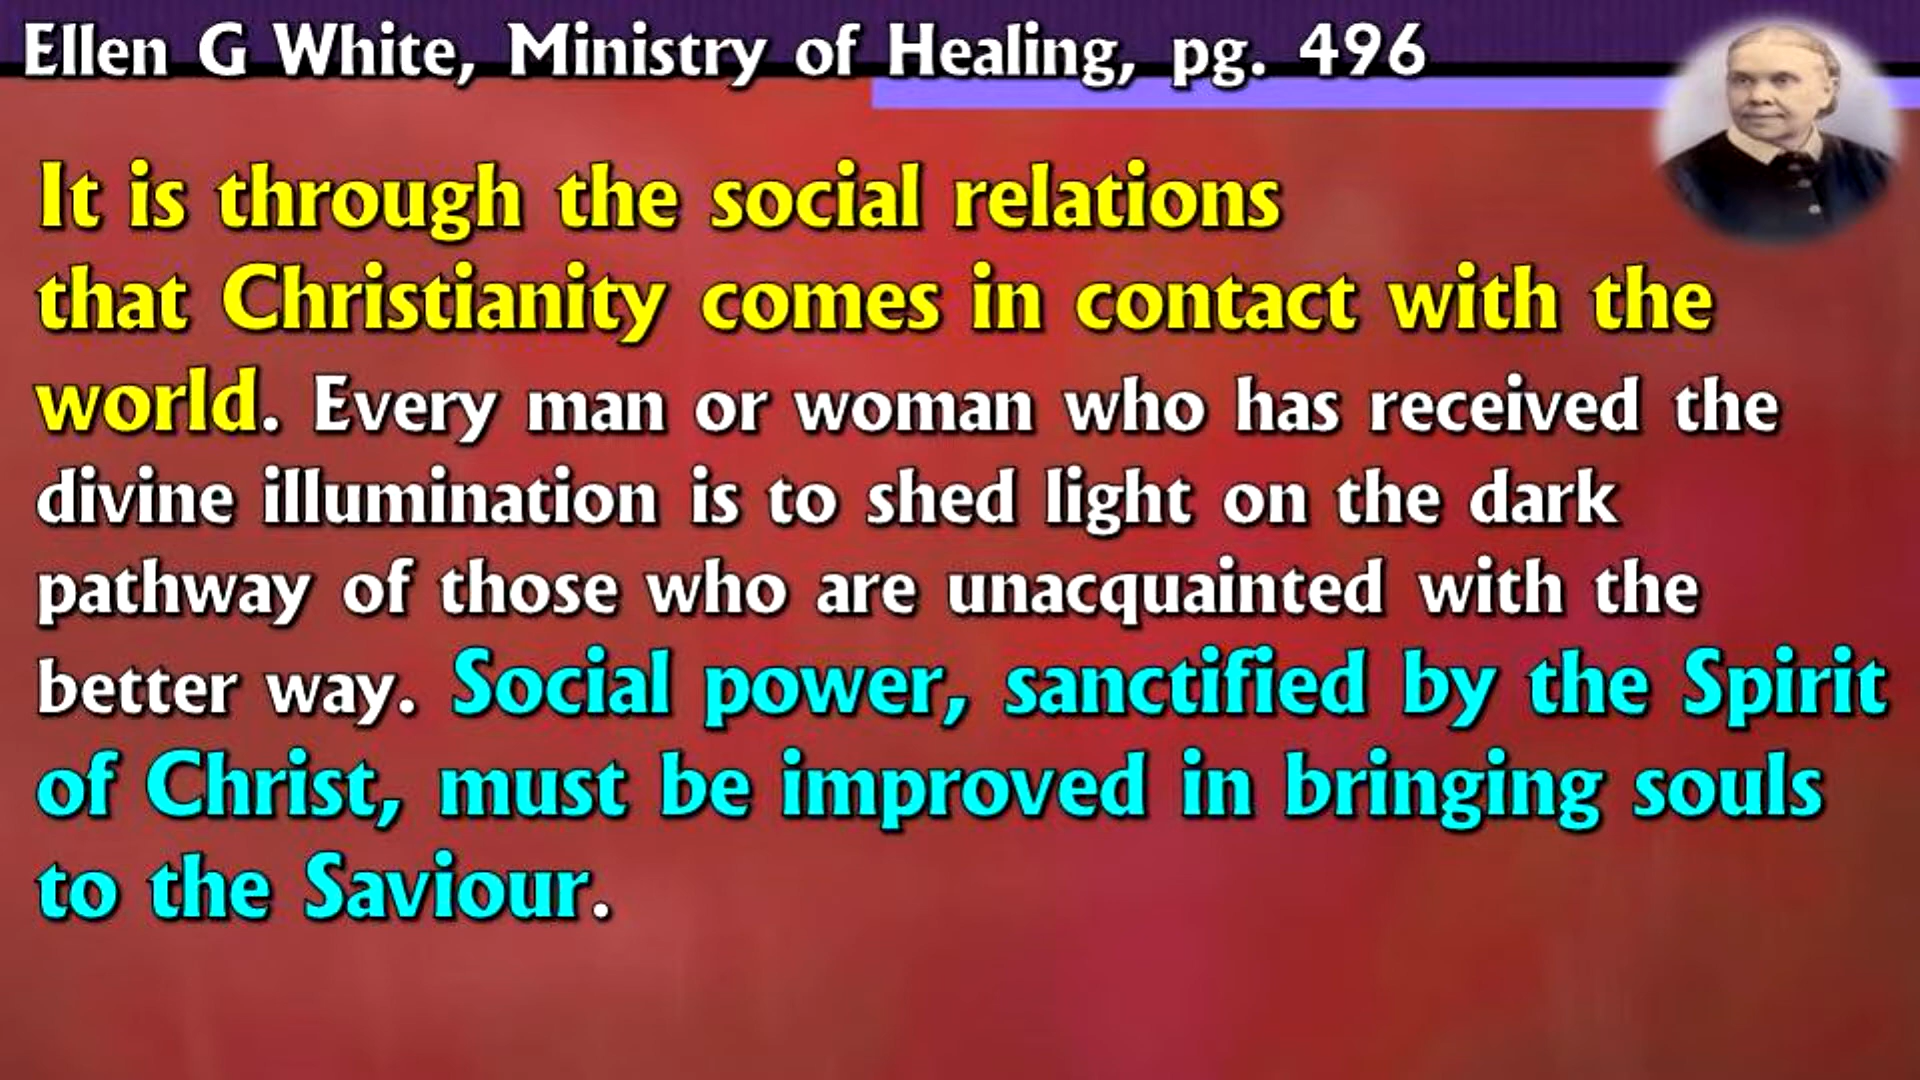 Ellen G White, Ministry of Healing, pg. 496
It is through the social relations
that Christianity comes in contact with the
world. Every man or woman who has received the
divine illumination is to shed light on the dark
pathway of those who are unacquainted with the
better way. Social power, sanctified by the Spirit
of Christ, must be improved in bringing souls
to the Saviour.